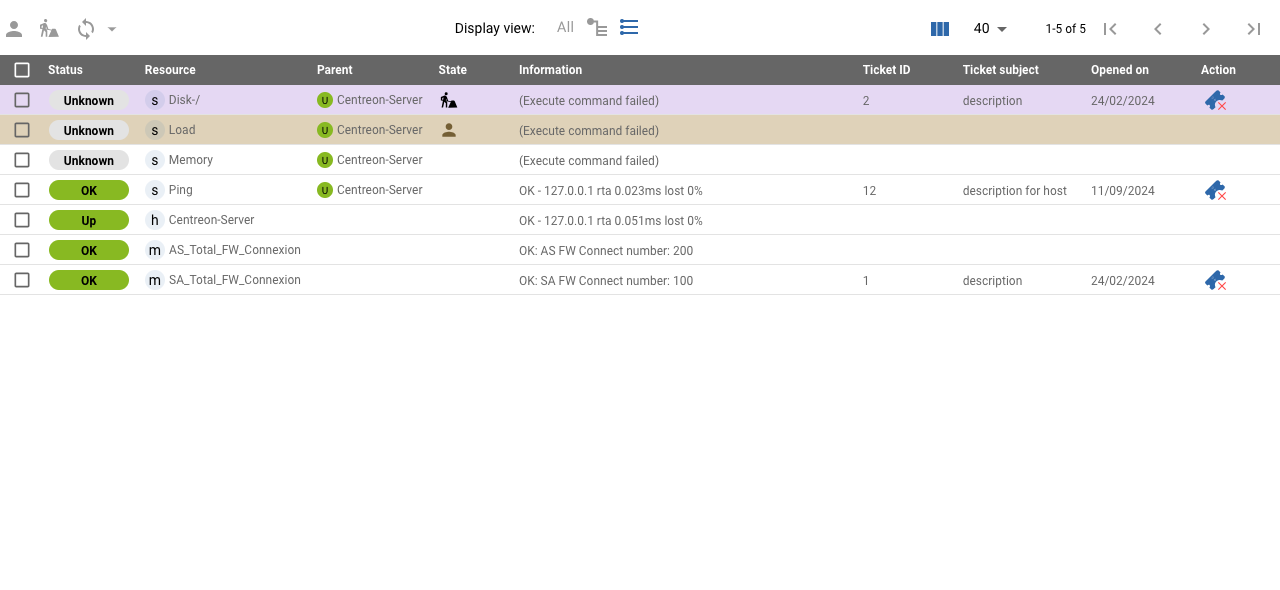 Display view: All 40 1-5 of 5
Status Resource Parent State Information Ticket ID Ticket subject Opened on Action
Unknown s Disk-/ U Centreon-Server (Execute command failed) 2 description 24/02/2024
Unknown s Load U Centreon-Server (Execute command failed)
Unknown s Memory U Centreon-Server (Execute command failed)
OK s Ping U Centreon-Server OK - 127.0.0.1 rta 0.023ms lost 0% 12 description for host 11/09/2024
Up h Centreon-Server OK - 127.0.0.1 rta 0.051ms lost 0%
OK m AS_Total_FW_Connexion OK: AS FW Connect number: 200
OK m SA_Total_FW_Connexion OK: SA FW Connect number: 100 1 description 24/02/2024